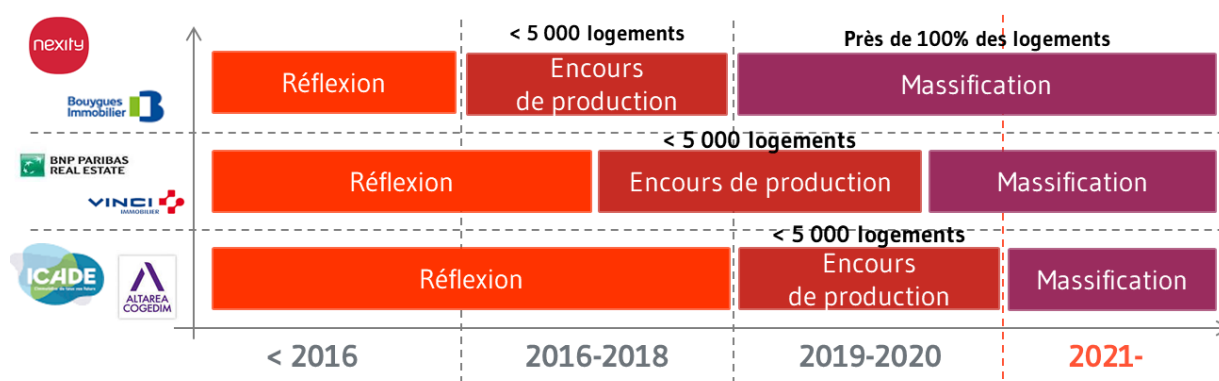 nexity
< 5 000 logements
Près de 100% des logements
Réflexion
Encours
de production
Massification
Bouygues
Immobilier
< 5 000 logements
BNP PARIBAS
REAL ESTATE
Réflexion
Encours de production
Massification
VINCI
IMMOBILIER
< 5 000 logements
ICADE
ALTAREA
COGEDIM
Réflexion
Encours
de production
Massification
< 2016
2016-2018
2019-2020
2021-